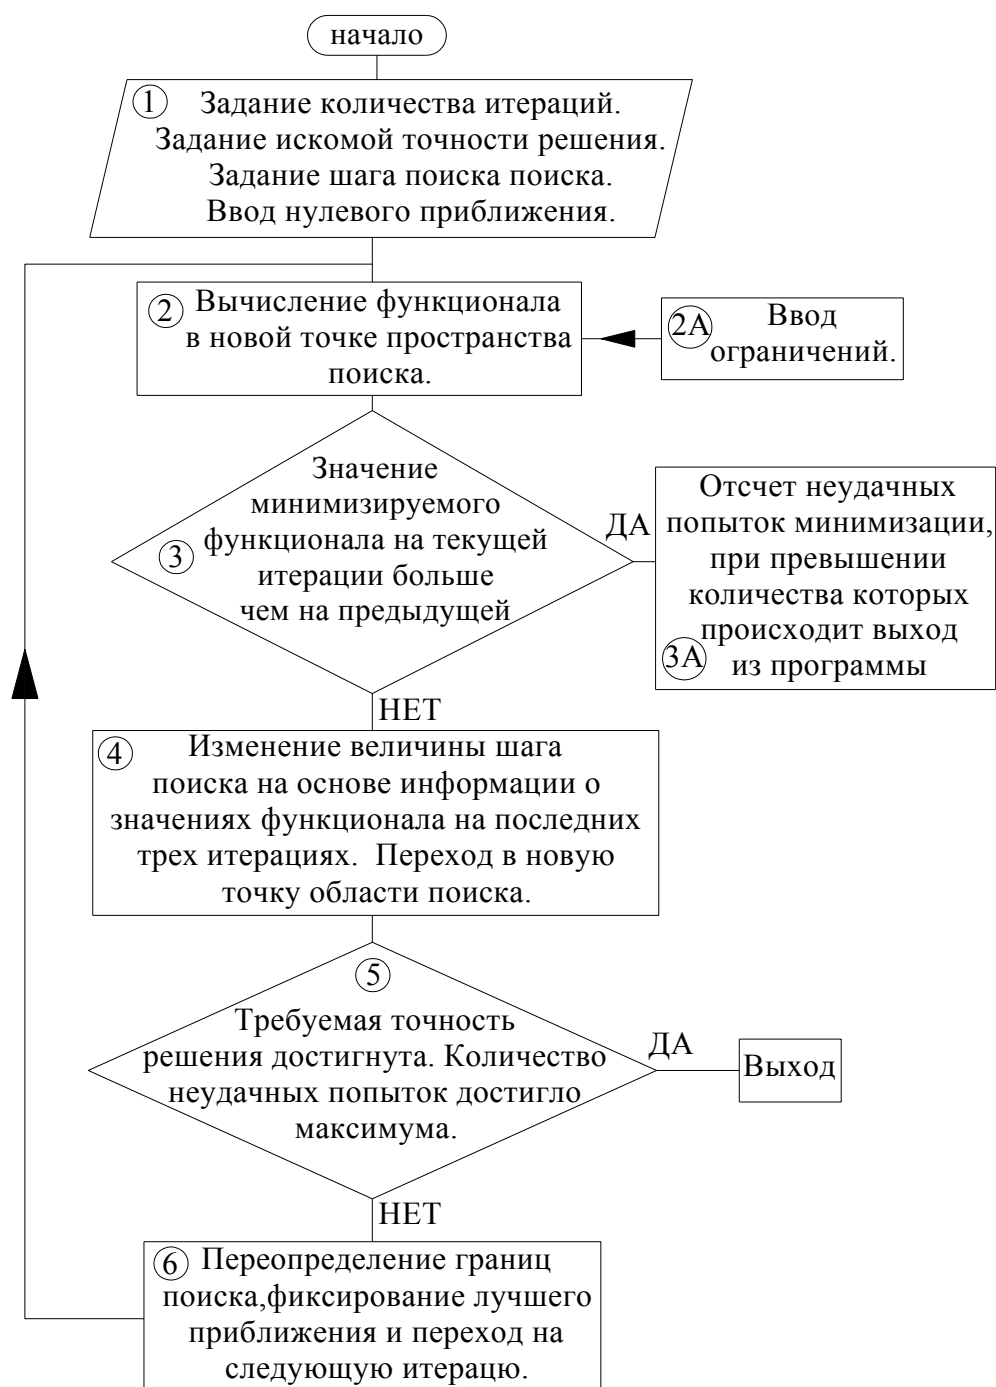 начало
1 Задание количества итераций.
Задание искомой точности решения.
Задание шага поиска поиска.
Ввод нулевого приближения.
2 Вычисление функционала
в новой точке пространства
поиска.
2А Ввод
ограничений.
Значение
минимизируемого
3 функционала на текущей
итерации больше
чем на предыдущей
ДА
Отсчет неудачных
попыток минимизации,
при превышении
количества которых
происходит выход
3А из программы
НЕТ
4 Изменение величины шага
поиска на основе информации о
значениях функционала на последних
трех итерациях. Переход в новую
точку области поиска.
5
Требуемая точность
решения достигнута. Количество
неудачных попыток достигло
максимума.
ДА
Выход
НЕТ
6 Переопределение границ
поиска,фиксирование лучшего
приближения и переход на
следующую итерацю.